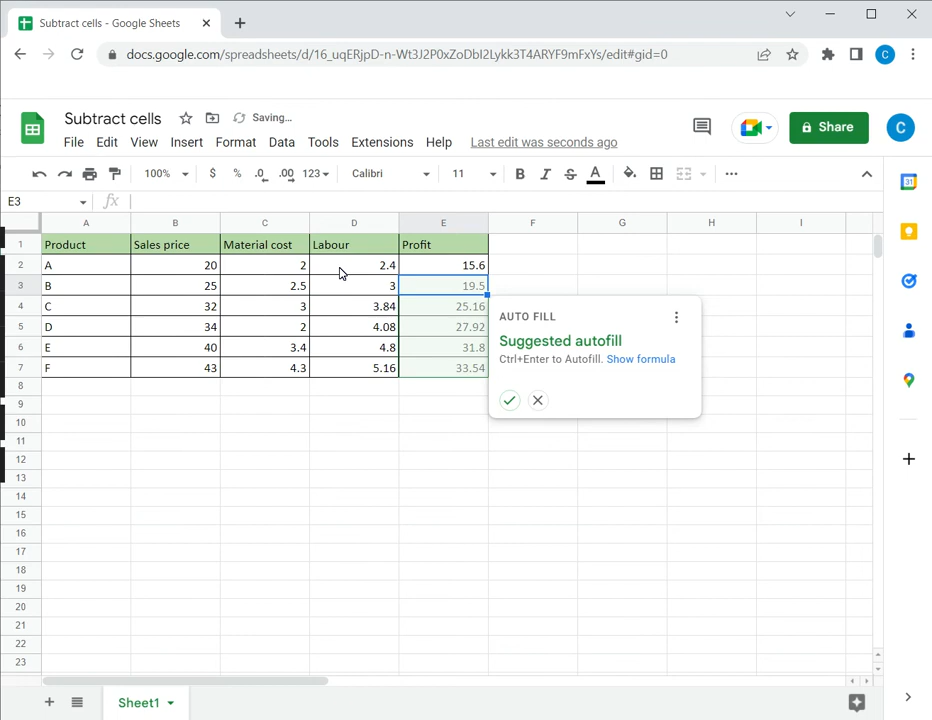 Subtract cells - Google Sheets
docs.google.com/spreadsheets/d/16_uqERjpD-n-Wt3J2P0xZoDbI2Lykk3T4ARYF9mFxYs/edit#gid=0
C
Subtract cells
Saving...
File Edit View Insert Format Data Tools Extensions Help Last edit was seconds ago
Share
C
100% $ % .0 .00 123 Calibri 11 B I S A
31
E3 fx
A B C D E F G H I
1 Product Sales price Material cost Labour Profit
2 A 20 2 2.4 15.6
3 B 25 2.5 3 19.5
4 C 32 3 3.84 25.16
5 D 34 2 4.08 27.92
6 E 40 3.4 4.8 31.8
7 F 43 4.3 5.16 33.54
AUTO FILL
Suggested autofill
Ctrl+Enter to Autofill. Show formula
8
9
10
11
12
13
14
15
16
17
18
19
20
21
22
23
Sheet1